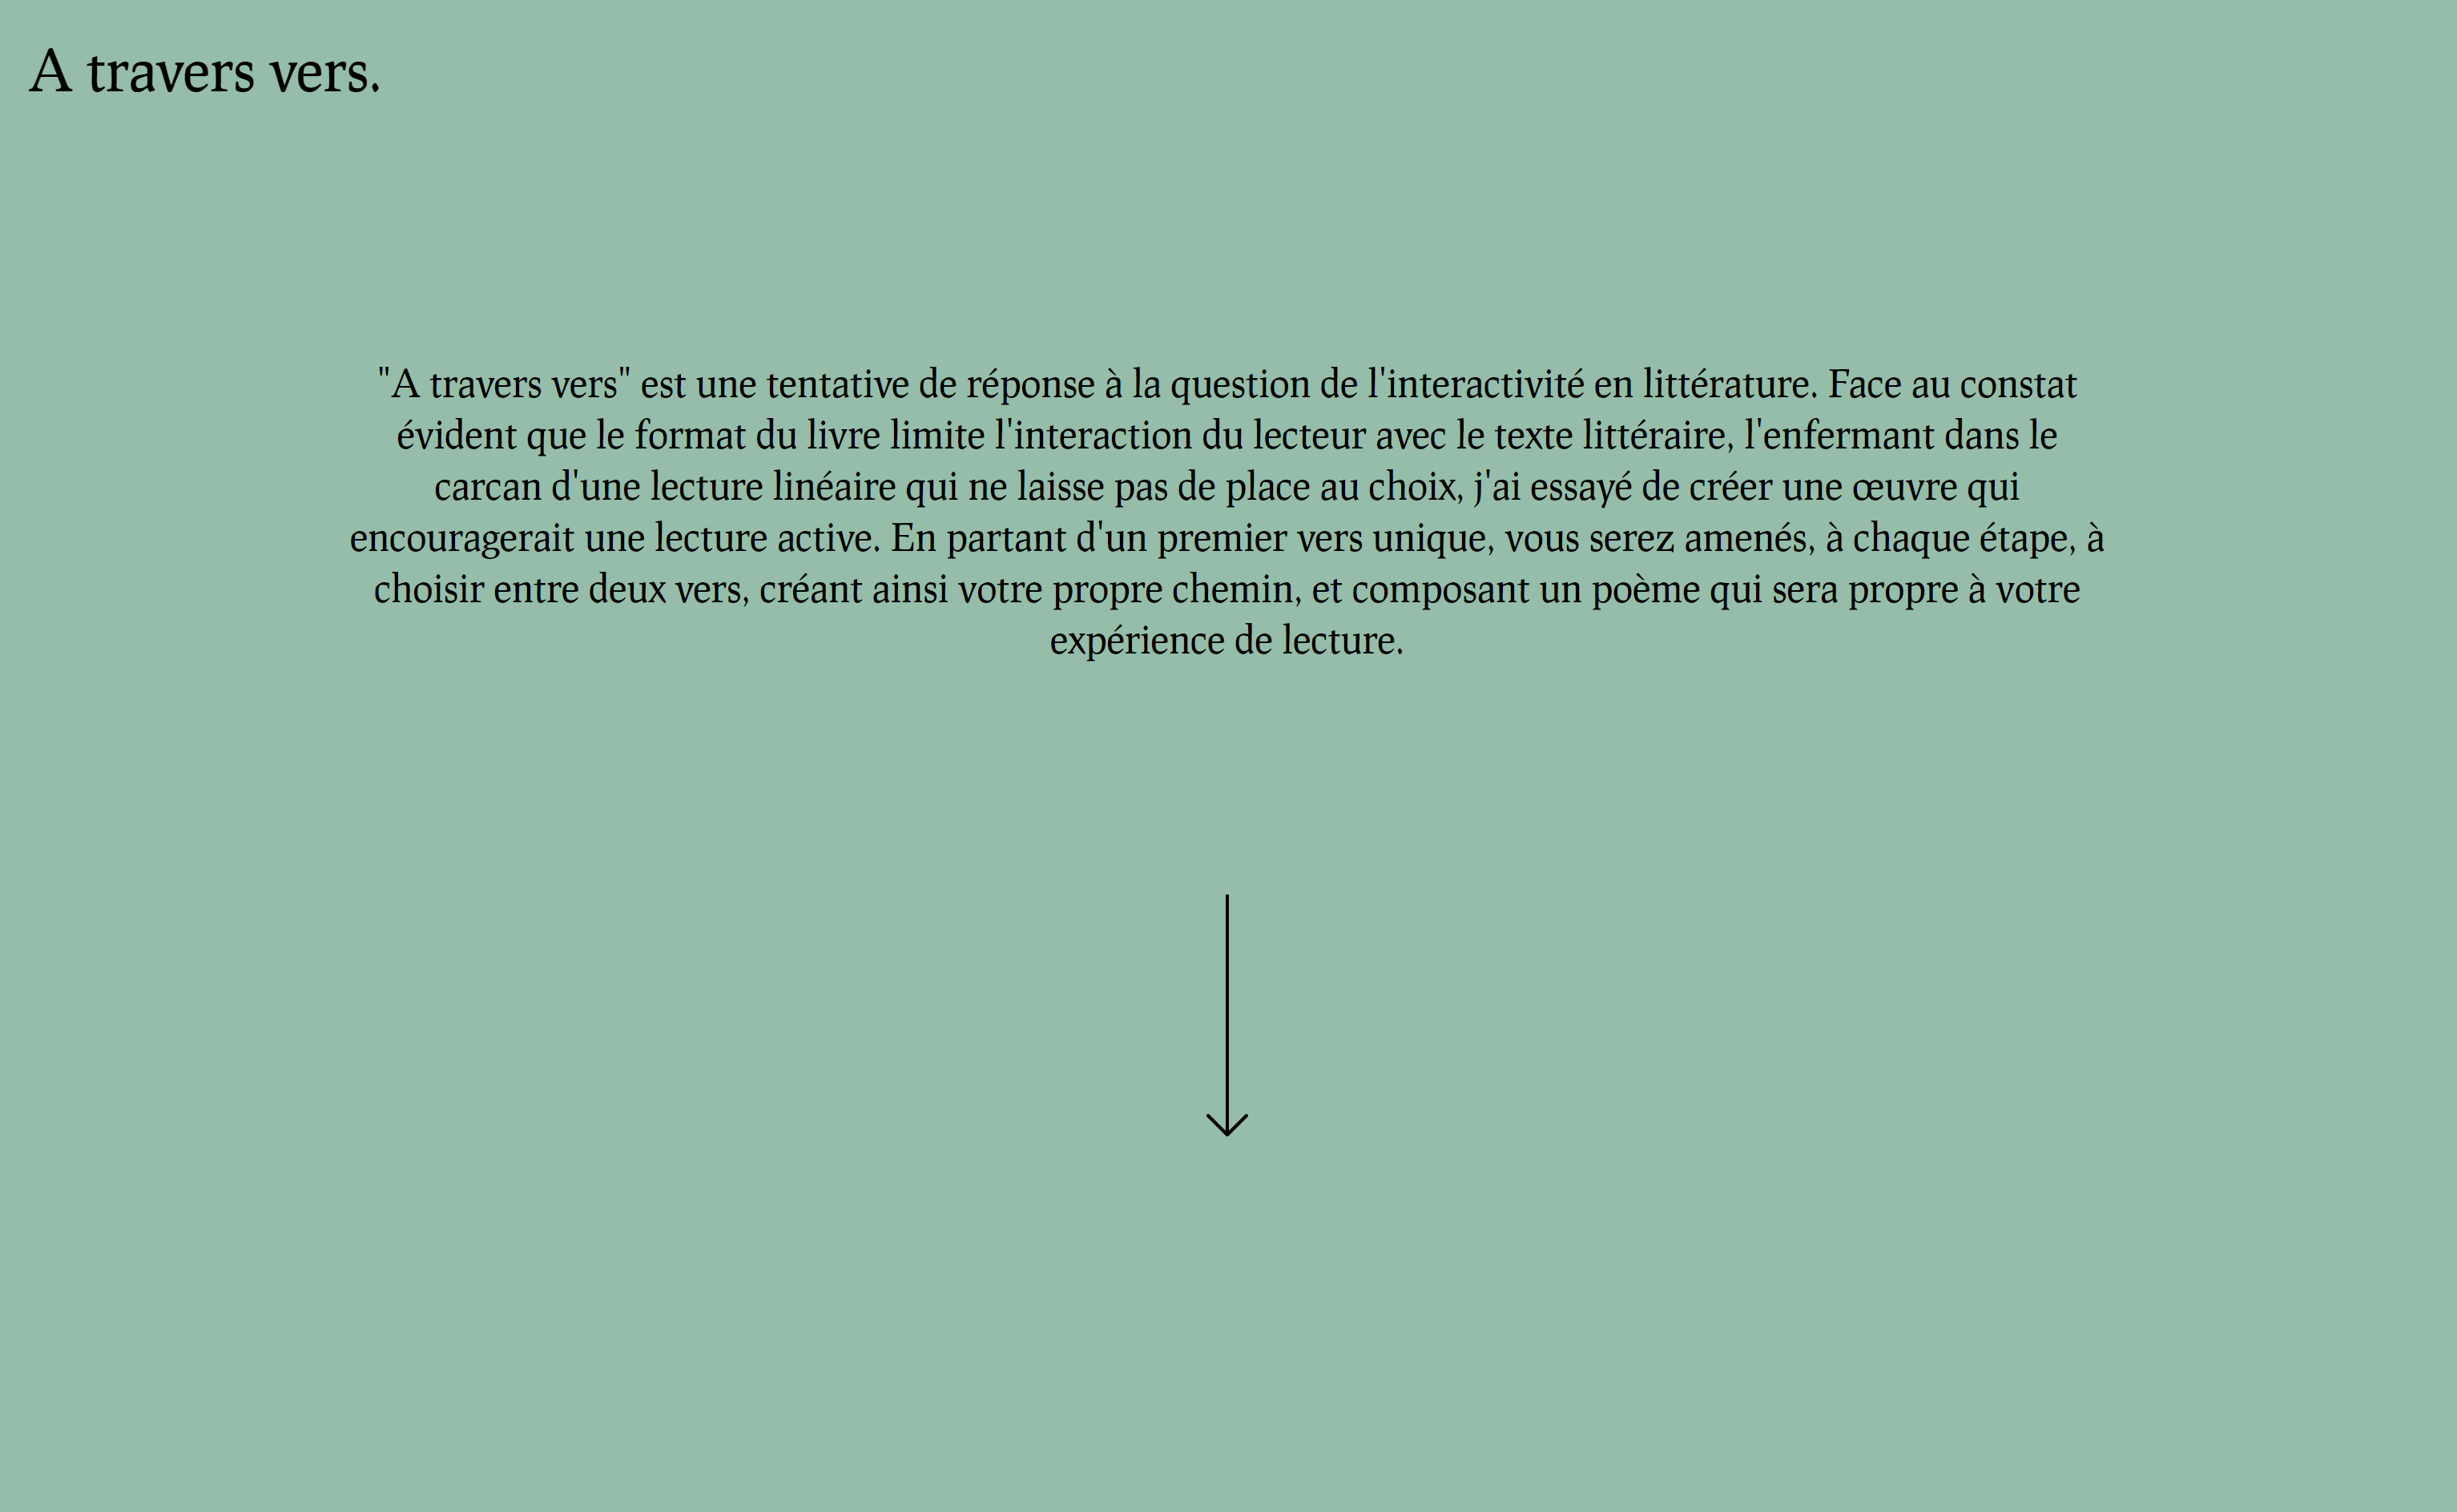 A travers vers.
"A travers vers" est une tentative de réponse à la question de l'interactivité en littérature. Face au constat
évident que le format du livre limite l'interaction du lecteur avec le texte littéraire, l'enfermant dans le
carcan d'une lecture linéaire qui ne laisse pas de place au choix, j'ai essayé de créer une œuvre qui
encouragerait une lecture active. En partant d'un premier vers unique, vous serez amenés, à chaque étape, à
choisir entre deux vers, créant ainsi votre propre chemin, et composant un poème qui sera propre à votre
expérience de lecture.